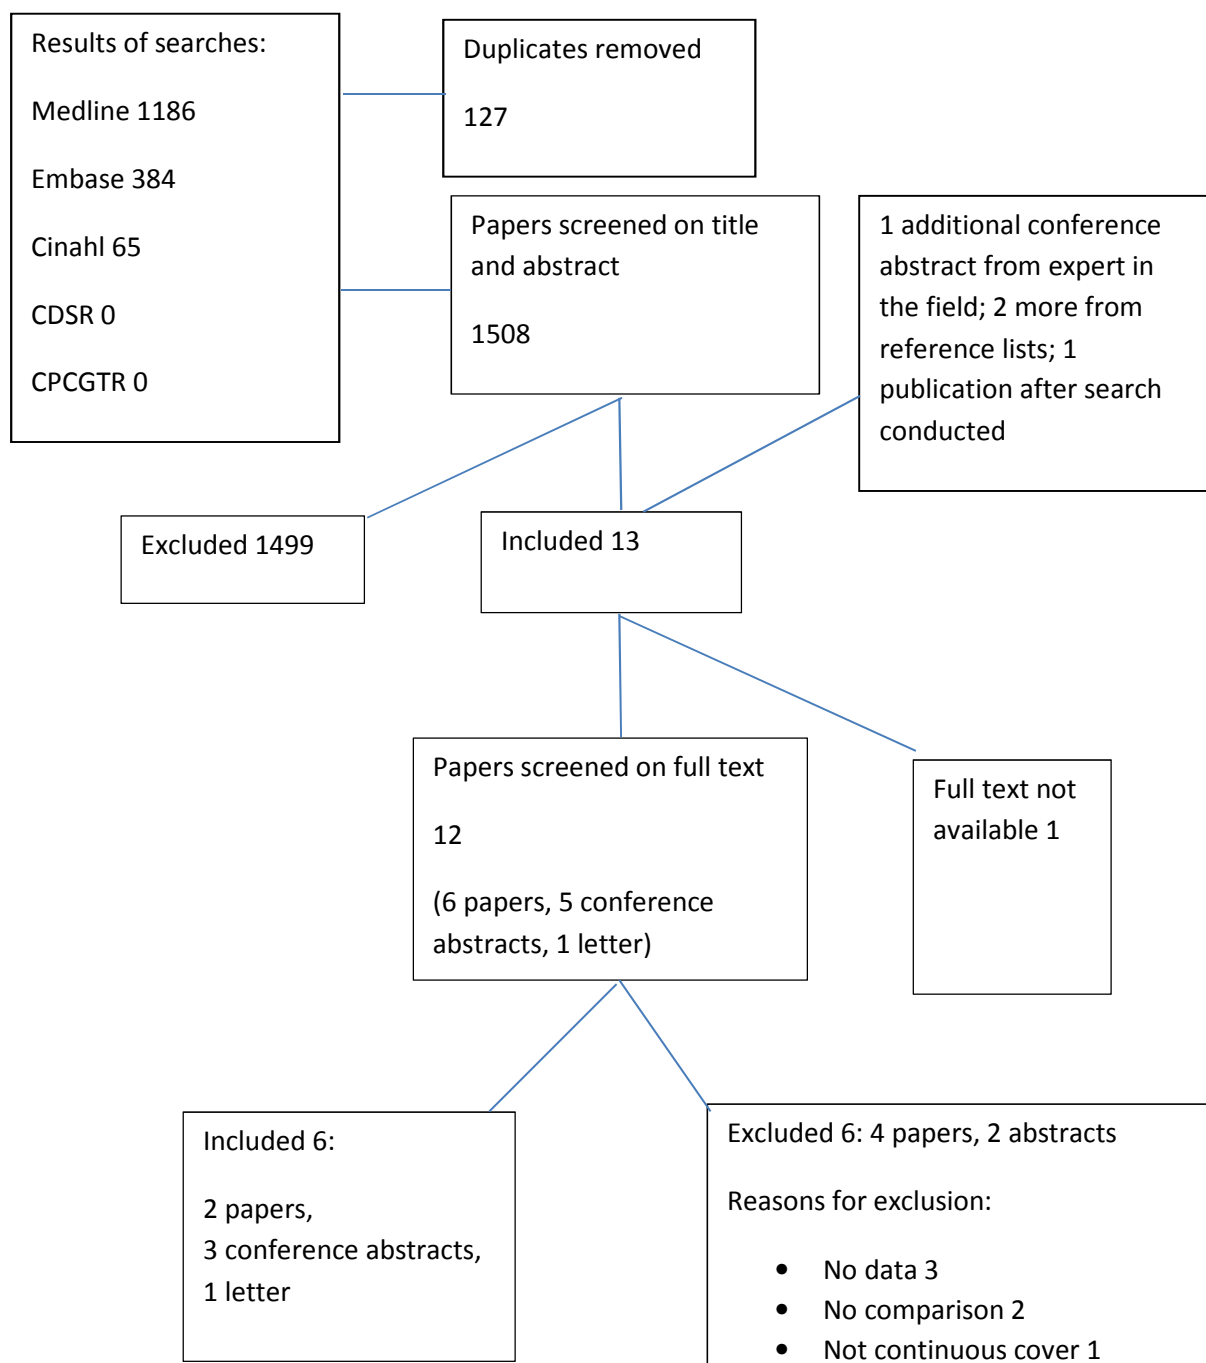 Results of searches:
Medline 1186
Embase 384
Cinahl 65
CDSR 0
CPCGTR 0
Duplicates removed
127
Papers screened on title
and abstract
1508
1 additional conference
abstract from expert in
the field; 2 more from
reference lists; 1
publication after search
conducted
Excluded 1499
Included 13
Papers screened on full text
12
(6 papers, 5 conference
abstracts, 1 letter)
Full text not
available 1
Included 6:
2 papers,
3 conference abstracts,
1 letter
Excluded 6: 4 papers, 2 abstracts
Reasons for exclusion:
• No data 3
• No comparison 2
• Not continuous cover 1